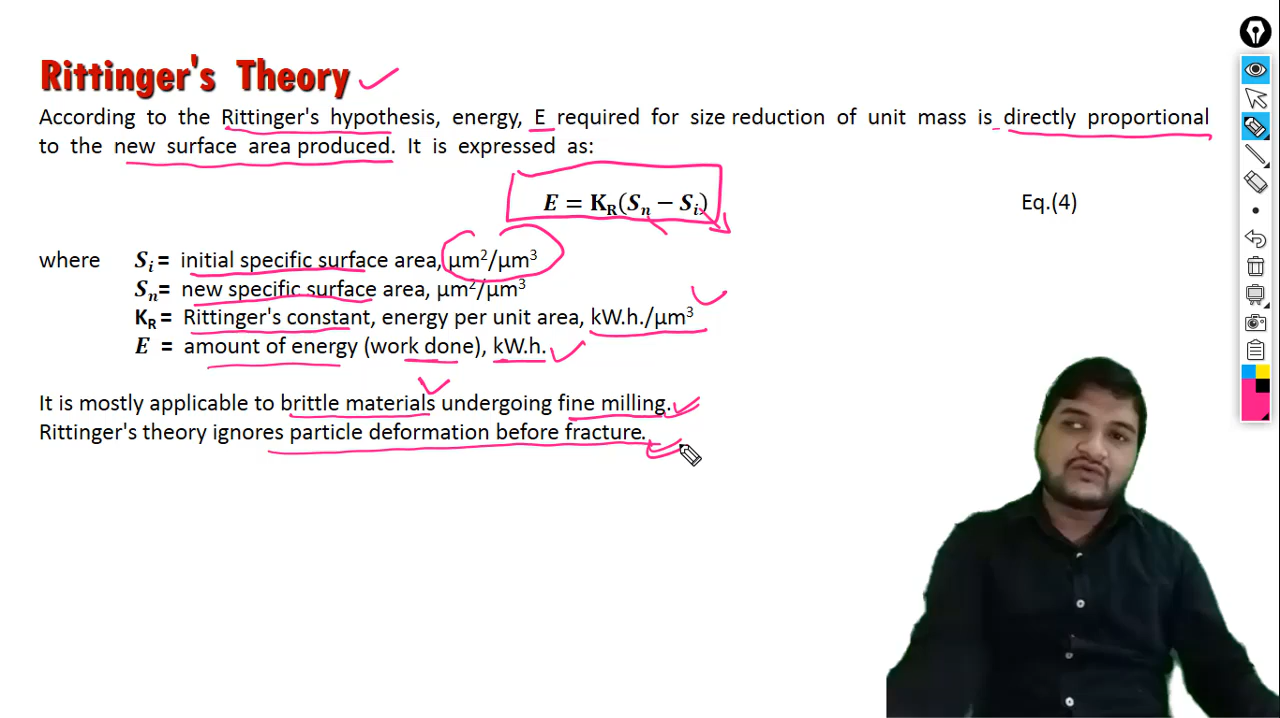 Rittinger's Theory
According to the Rittinger's hypothesis, energy, E required for size reduction of unit mass is directly proportional
to the new surface area produced. It is expressed as:
E = K_R(S_n − S_i) Eq.(4)
where S_i = initial specific surface area, μm²/μm³
S_n= new specific surface area, μm²/μm³
K_R = Rittinger's constant, energy per unit area, kW.h./μm³
E = amount of energy (work done), kW.h.
It is mostly applicable to brittle materials undergoing fine milling.
Rittinger's theory ignores particle deformation before fracture.